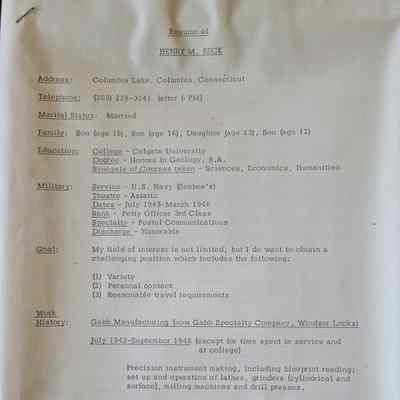 Resume of
HENRY M. BUCK
Address: Columbia Lake, Columbia, Connecticut
Telephone: (203) 228- (after 6 PM)
Marital Status: Married
Family: Son (age 18), Son (age 16), Daughter (age 13), Son (age 12)
Education: College - Colgate University
Degree - Honors in Geology, B.A.
Synopsis of Courses taken - Sciences, Economics, Humanities
Military: Service - U.S. Navy (Seabee's)
Theatre - Asiatic
Dates - July 1943-March 1946
Rank - Petty Officer 3rd Class
Specialty - Postal Communications
Discharge - Honorable
Goal: My field of interest is not limited, but I do want to obtain a
challenging position which includes the following:
(1) Variety
(2) Personal contact
(3) Reasonable travel requirements
Work
History: Gabb Manufacturing (now Gabb Specialty Company, Windsor Locks)
July 1942-September 1948 (except for time spent in service and
at college)
Precision instrument making, including blueprint reading;
set up and operation of lathes, grinders (cylindrical and
surface), milling machines and drill presses.